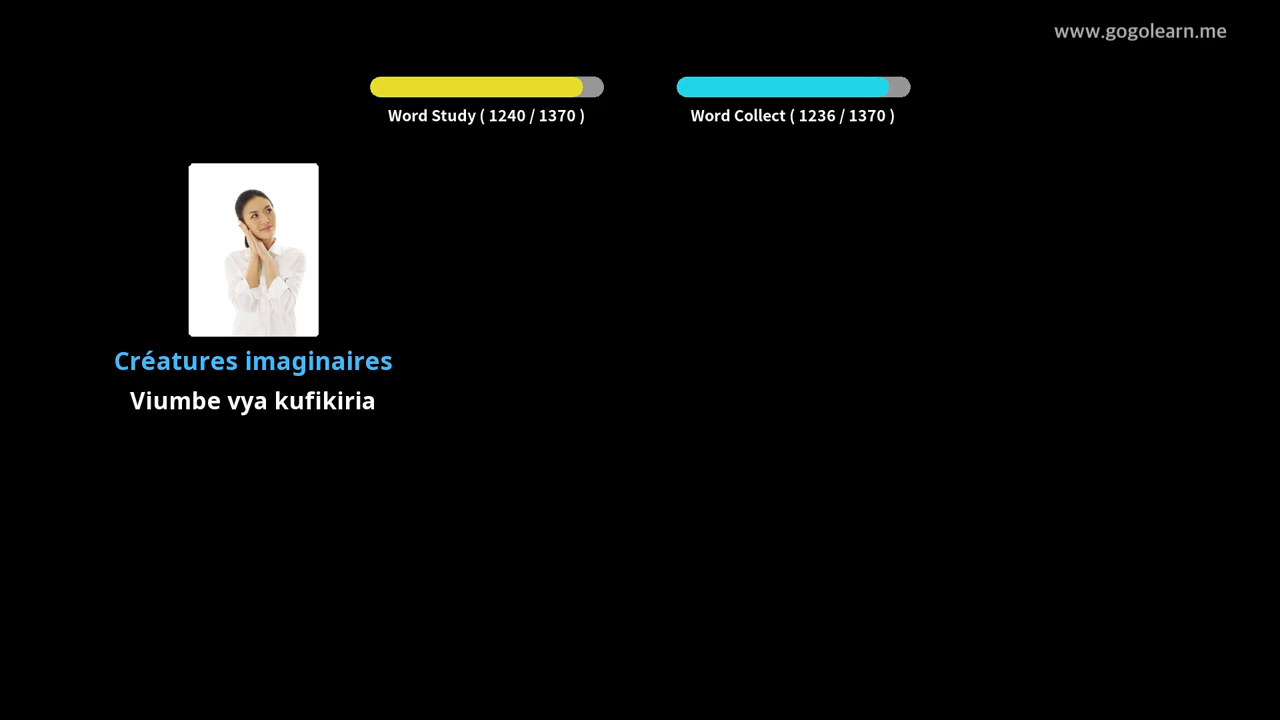 www.gogolearn.me
Word Study ( 1240 / 1370 )
Word Collect ( 1236 / 1370 )
Créatures imaginaires
Viumbe vya kufikiria